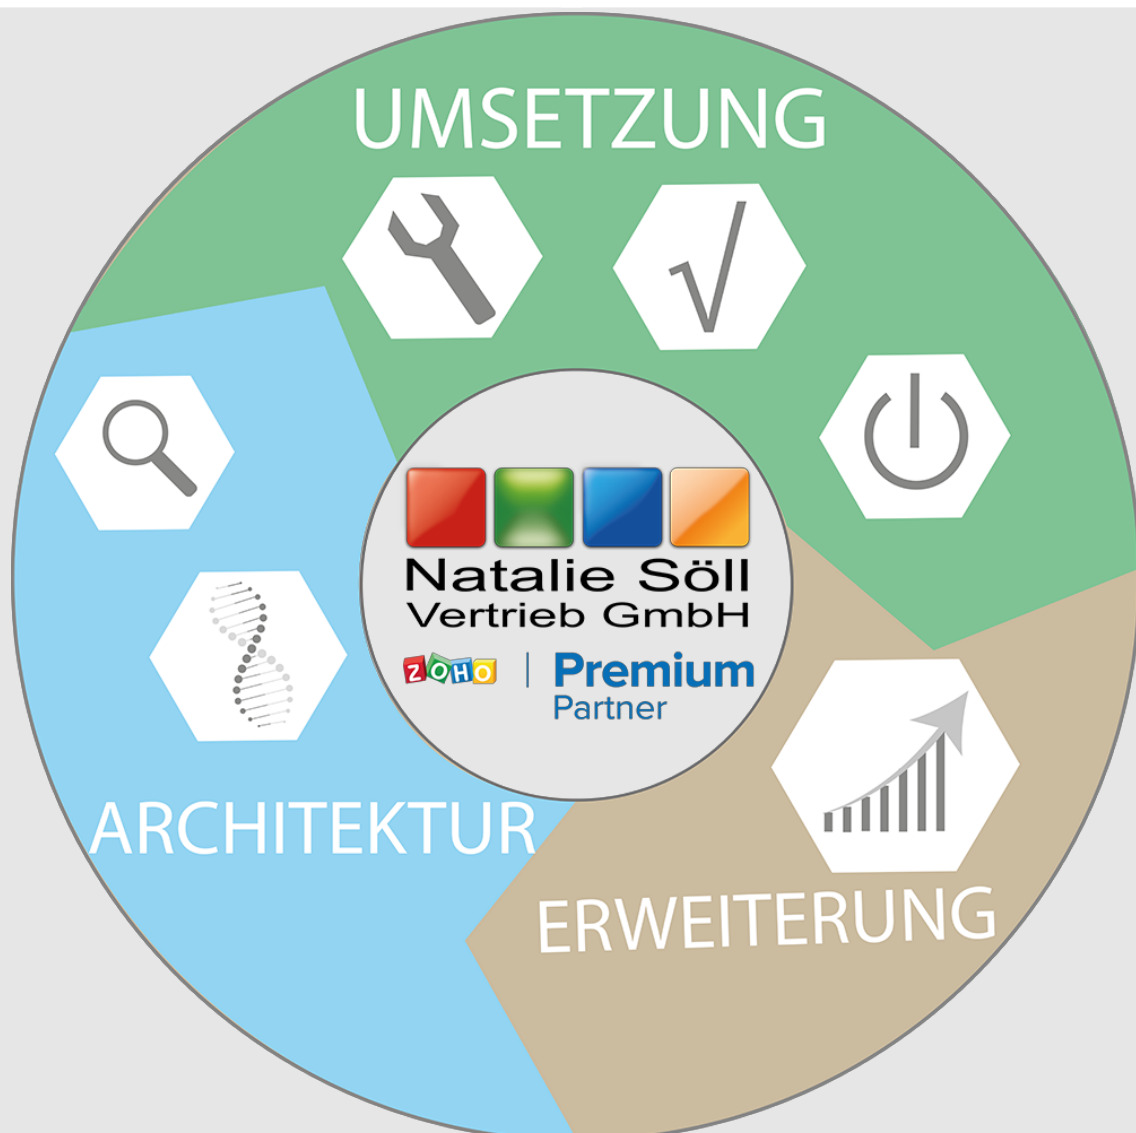 UMSETZUNG
Natalie Söll
Vertrieb GmbH
ZOHO | Premium
Partner
ARCHITEKTUR
ERWEITERUNG